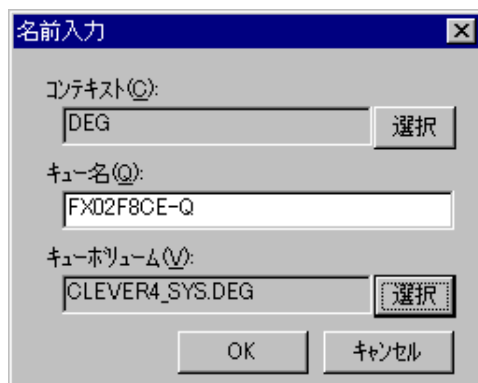 名前入力
コンテキスト(C):
DEG
選択
キュー名(Q):
FX02F8CE-Q
キューボリューム(V):
CLEVER4_SYS.DEG
選択
OK
キャンセル